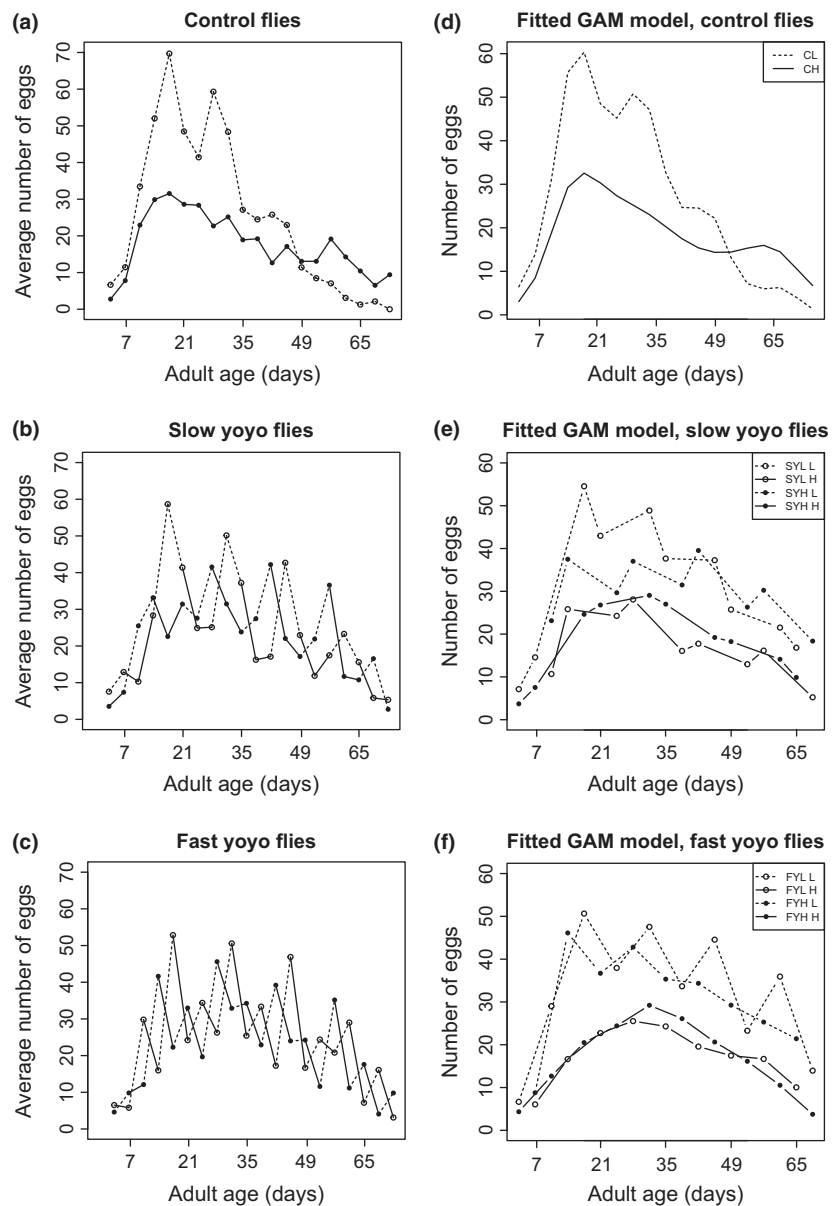 (a) Control flies
Average number of eggs
70
60
50
40
30
20
10
0
7 21 35 49 65
Adult age (days)
(d) Fitted GAM model, control flies
Number of eggs
60
50
40
30
20
10
0
CL
CH
7 21 35 49 65
Adult age (days)
(b) Slow yoyo flies
Average number of eggs
70
60
50
40
30
20
10
0
7 21 35 49 65
Adult age (days)
(e) Fitted GAM model, slow yoyo flies
Number of eggs
60
50
40
30
20
10
0
SYL L
SYL H
SYH L
SYH H
7 21 35 49 65
Adult age (days)
(c) Fast yoyo flies
Average number of eggs
70
60
50
40
30
20
10
0
7 21 35 49 65
Adult age (days)
(f) Fitted GAM model, fast yoyo flies
Number of eggs
60
50
40
30
20
10
0
FYL L
FYL H
FYH L
FYH H
7 21 35 49 65
Adult age (days)